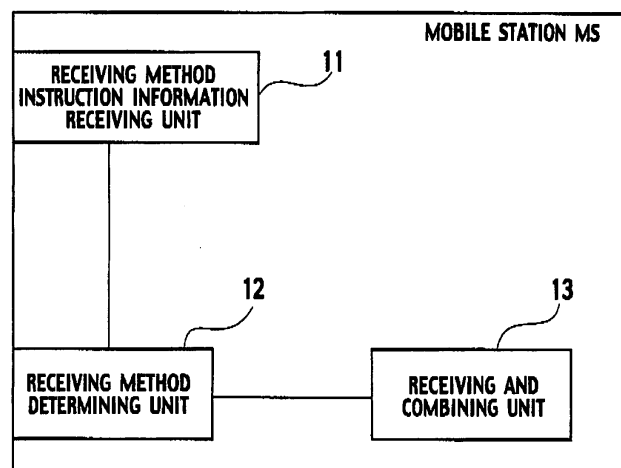 MOBILE STATION MS
11
RECEIVING METHOD
INSTRUCTION INFORMATION
RECEIVING UNIT
12
13
RECEIVING METHOD
DETERMINING UNIT
RECEIVING AND
COMBINING UNIT